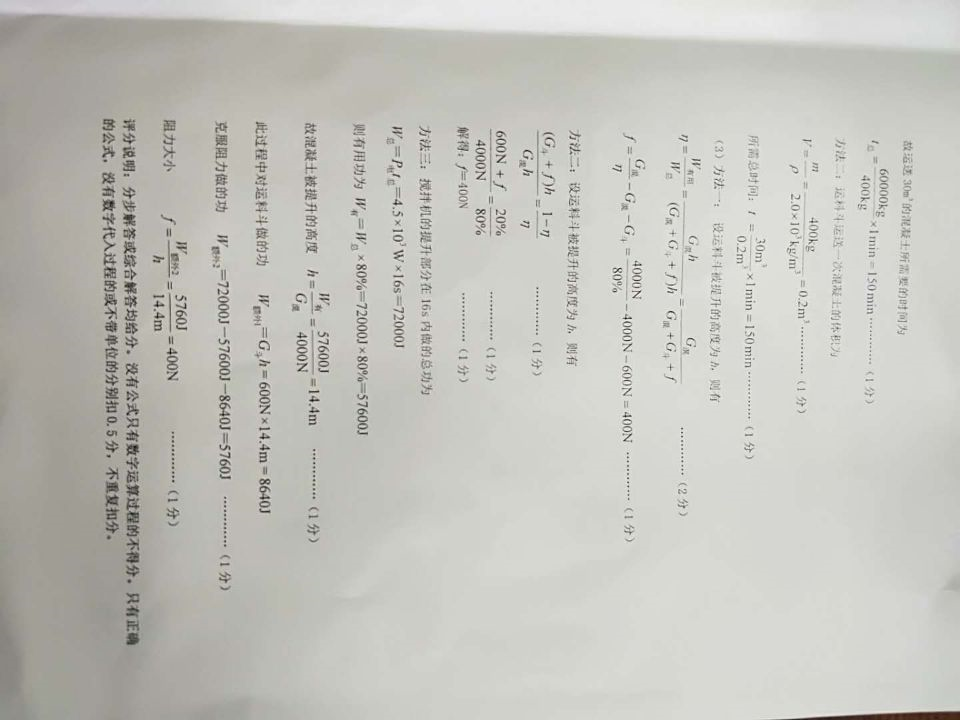 故运送 30m³的混凝土所需要的时间为
t总 = 60000kg/400kg ×1min=150min …………（1 分）
方法二：运料斗运送一次混凝土的体积为
V = m/ρ = 400kg/2.0×10³kg/m³ = 0.2m³ …………（1 分）
所需总时间：t = 30m³/0.2m³ ×1min=150min …………（1 分）
（3）方法一：设运料斗被提升的高度为 h，则有
η = W有用/W总 = G混h/(G混+G斗+f)h = G混/G混+G斗+f …………（2 分）
f = G混/η −G混−G斗= 4000N/80% −4000N−600N=400N …………（1 分）
方法二：设运料斗被提升的高度为 h，则有
(G斗+f)h/G混h = 1−η/η …………（1 分）
600N+f/4000N = 20%/80% …………（1 分）
解得：f=400N …………（1 分）
方法三：搅拌机的提升部分在 16s 内做的总功为
W总=P电t总=4.5×10³W×16s=72000J
则有用功为 W有=W总×80%=72000J×80%=57600J
故混凝土被提升的高度 h= W有/G混 = 57600J/4000N =14.4m …………（1 分）
此过程中对运料斗做的功 W额外1=G斗h=600N×14.4m=8640J
克服阻力做的功 W额外2=72000J−57600J−8640J=5760J …………（1 分）
阻力大小 f= W额外2/h = 5760J/14.4m =400N …………（1 分）
评分说明：分步解答或综合解答均给分。没有公式只有数字运算过程的不得分。只有正确
的公式，没有数字代入过程的或不带单位的分别扣 0.5 分，不重复扣分。